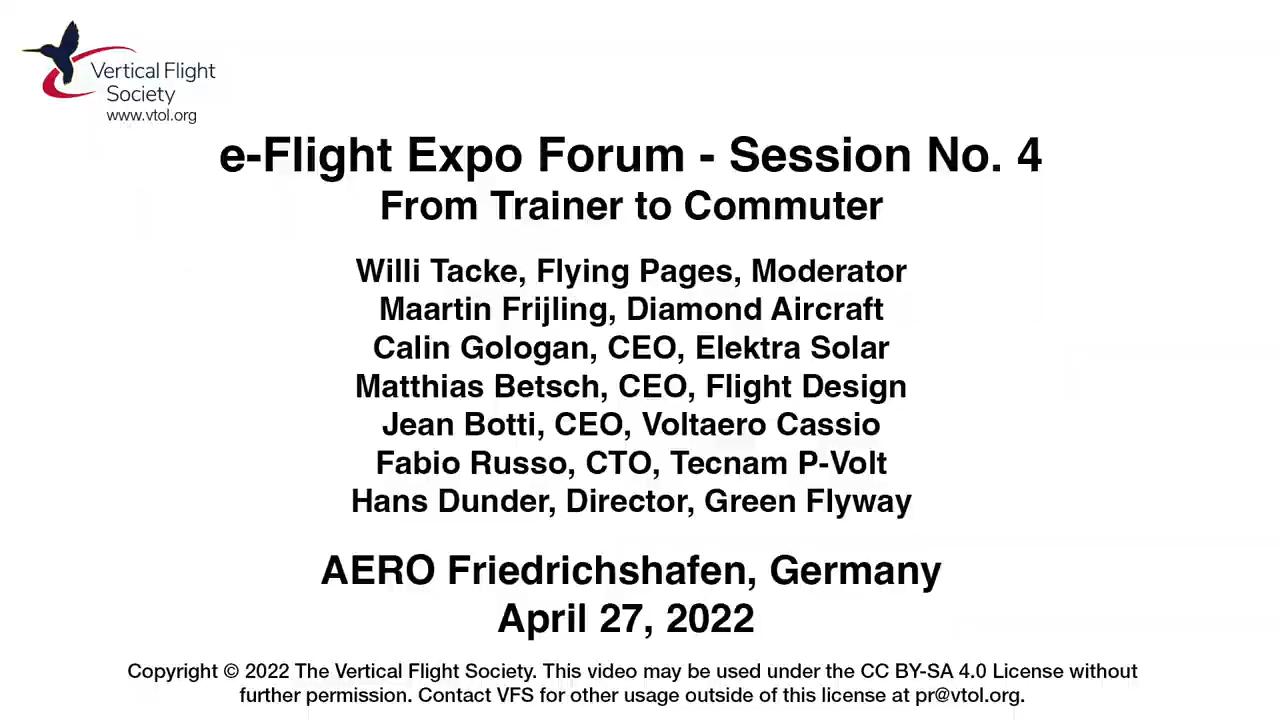 Vertical Flight
Society
www.vtol.org
e-Flight Expo Forum - Session No. 4
From Trainer to Commuter
Willi Tacke, Flying Pages, Moderator
Maartin Frijling, Diamond Aircraft
Calin Gologan, CEO, Elektra Solar
Matthias Betsch, CEO, Flight Design
Jean Botti, CEO, Voltaero Cassio
Fabio Russo, CTO, Tecnam P-Volt
Hans Dunder, Director, Green Flyway
AERO Friedrichshafen, Germany
April 27, 2022
Copyright © 2022 The Vertical Flight Society. This video may be used under the CC BY-SA 4.0 License without
further permission. Contact VFS for other usage outside of this license at pr@vtol.org.